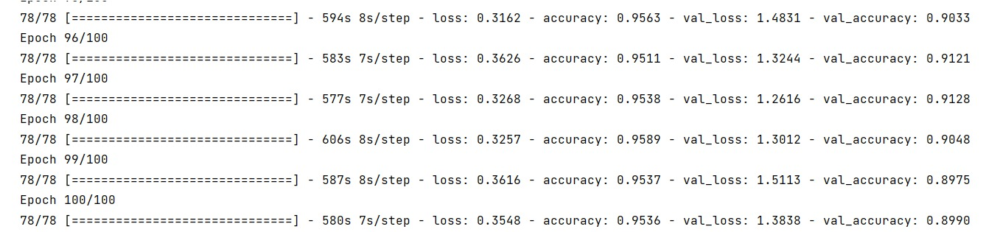 78/78 [==============================] - 594s 8s/step - loss: 0.3162 - accuracy: 0.9563 - val_loss: 1.4831 - val_accuracy: 0.9033
Epoch 96/100
78/78 [==============================] - 583s 7s/step - loss: 0.3626 - accuracy: 0.9511 - val_loss: 1.3244 - val_accuracy: 0.9121
Epoch 97/100
78/78 [==============================] - 577s 7s/step - loss: 0.3268 - accuracy: 0.9538 - val_loss: 1.2616 - val_accuracy: 0.9128
Epoch 98/100
78/78 [==============================] - 606s 8s/step - loss: 0.3257 - accuracy: 0.9589 - val_loss: 1.3012 - val_accuracy: 0.9048
Epoch 99/100
78/78 [==============================] - 587s 8s/step - loss: 0.3616 - accuracy: 0.9537 - val_loss: 1.5113 - val_accuracy: 0.8975
Epoch 100/100
78/78 [==============================] - 580s 7s/step - loss: 0.3548 - accuracy: 0.9536 - val_loss: 1.3838 - val_accuracy: 0.8990